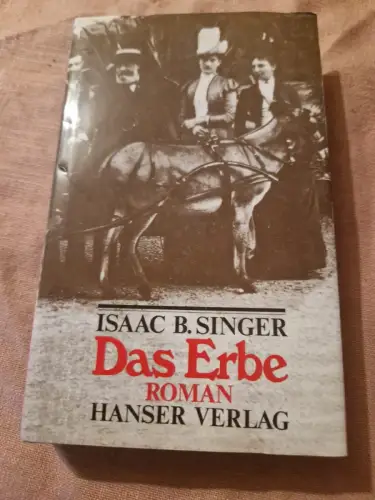 ISAAC B. SINGER
Das Erbe
ROMAN
HANSER VERLAG